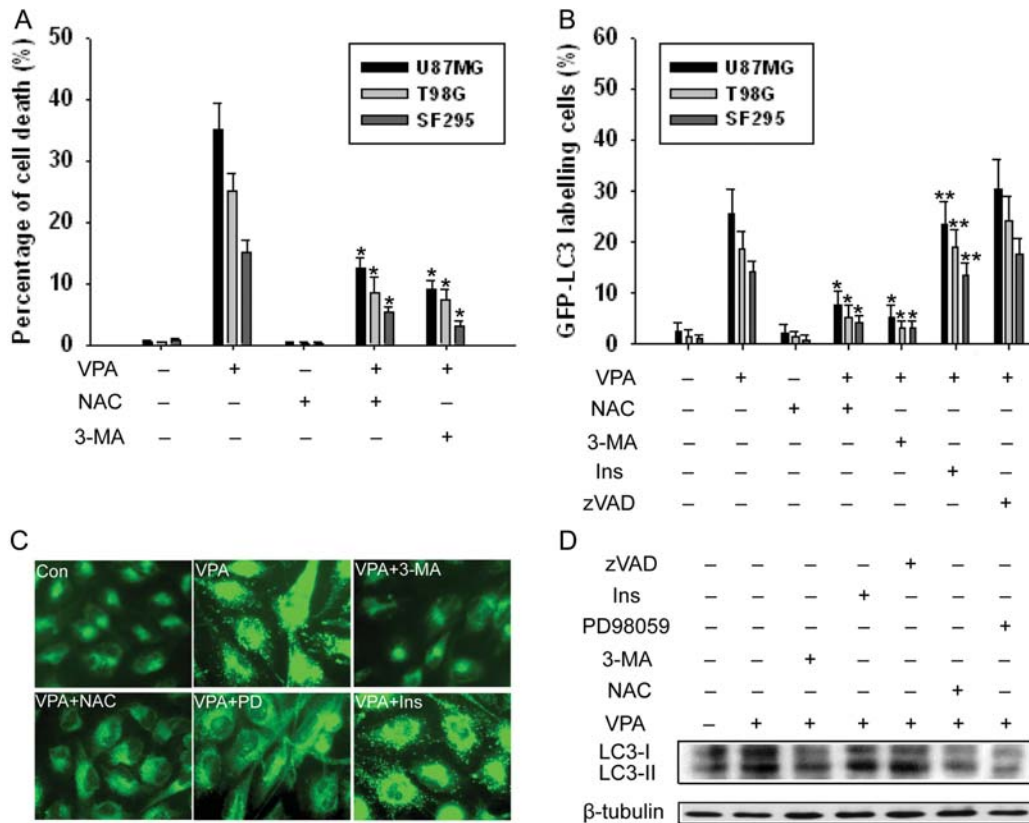 A
Percentage of cell death (%)
50
40
30
20
10
0
U87MG
T98G
SF295
* * *
* * *
VPA – + – + +
NAC – – + + –
3-MA – – – – +
B
GFP-LC3 labelling cells (%)
60
50
40
30
20
10
0
U87MG
T98G
SF295
* * *
* * *
** ** **
VPA – + – + + + +
NAC – – + + – – –
3-MA – – – – + – –
Ins – – – – – + –
zVAD – – – – – – +
C
Con
VPA
VPA+3-MA
VPA+NAC
VPA+PD
VPA+Ins
D
zVAD – – – – + – –
Ins – – – + – – –
PD98059 – – – – – – +
3-MA – – + – – – –
NAC – – – – – + –
VPA – + + + + + +
LC3-I
LC3-II
β-tubulin